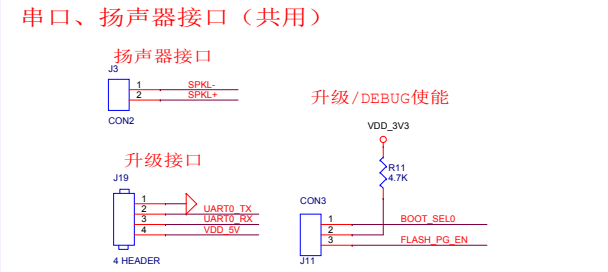 串口、扬声器接口（共用）
扬声器接口
J3
1 SPKL-
2 SPKL+
CON2
升级/DEBUG使能
VDD_3V3
R11
4.7K
升级接口
J19
1
2 UART0_TX
3 UART0_RX
4 VDD_5V
4 HEADER
CON3
1 BOOT_SEL0
2
3 FLASH_PG_EN
J11